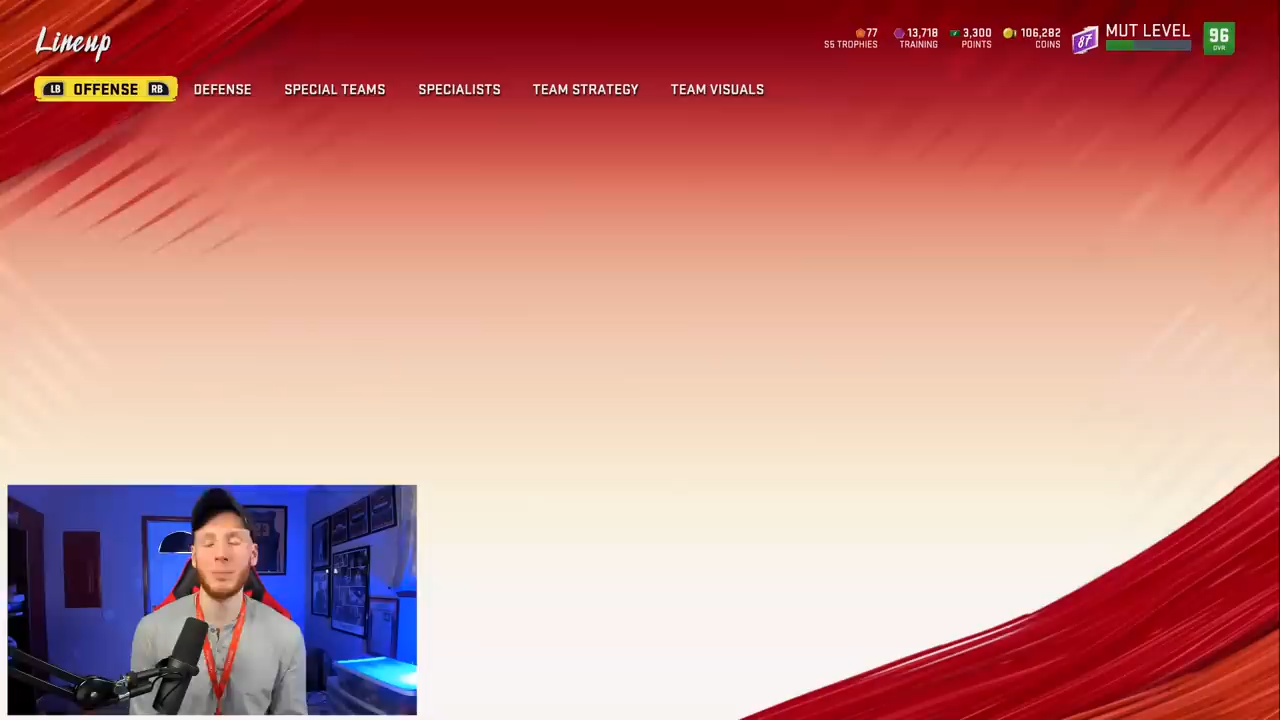 Lineup
77
S5 TROPHIES
13,718
TRAINING
3,300
POINTS
106,282
COINS
87
MUT LEVEL
96
OVR
LB OFFENSE RB DEFENSE SPECIAL TEAMS SPECIALISTS TEAM STRATEGY TEAM VISUALS